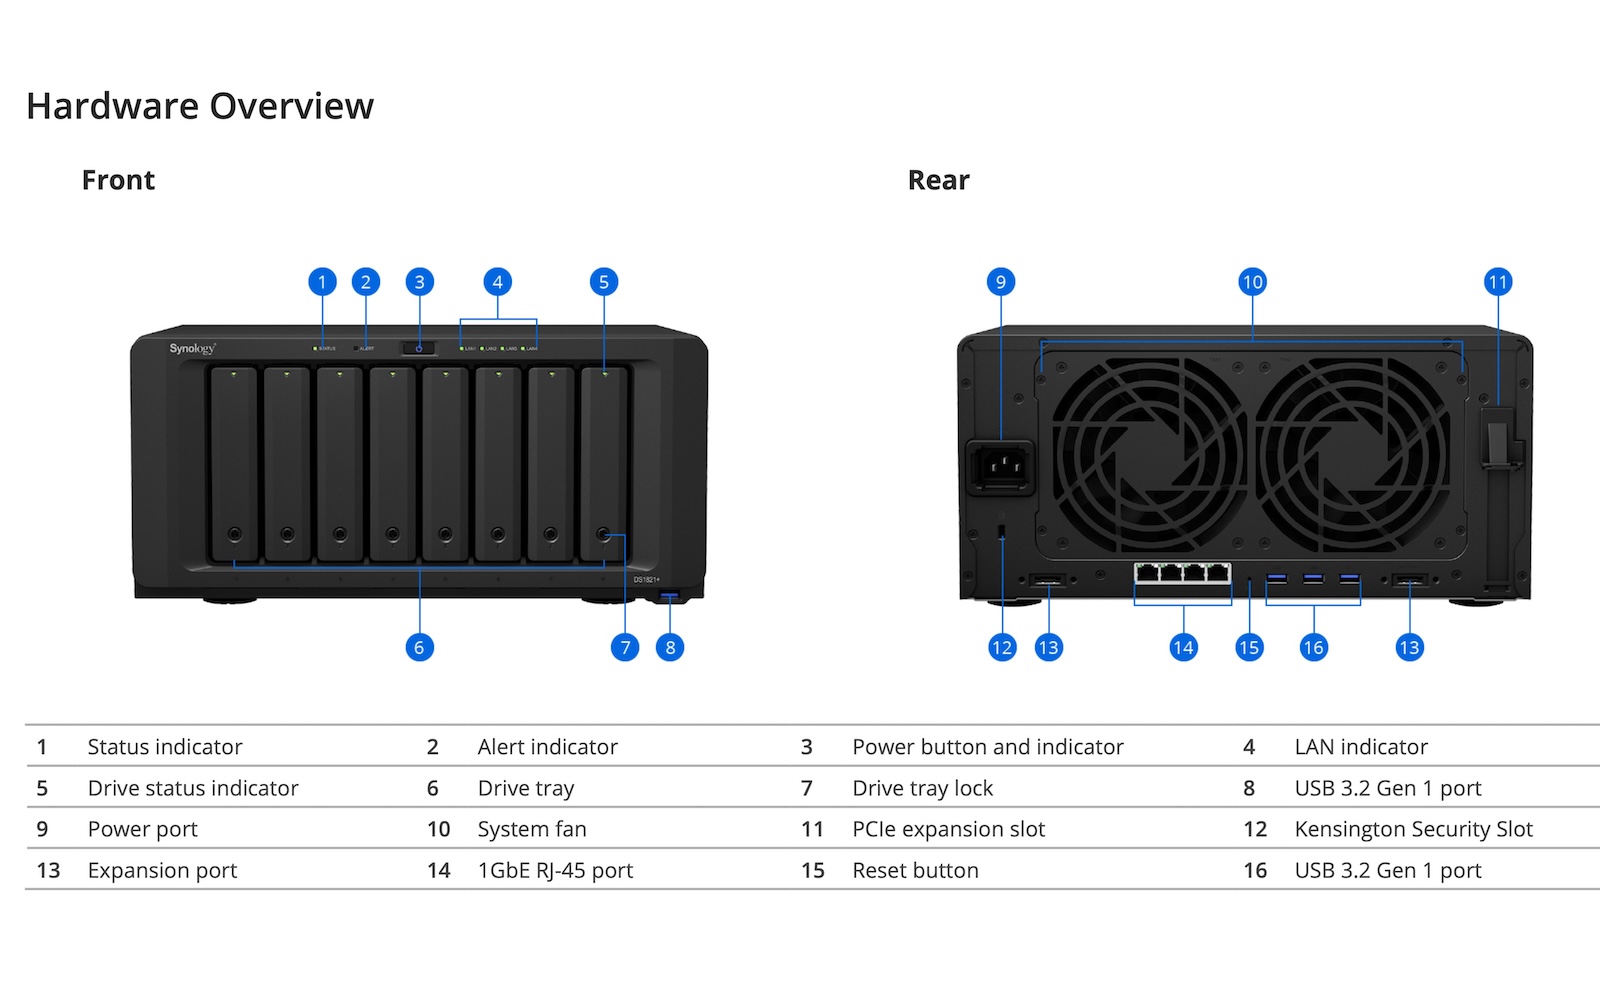 Hardware Overview
Front
Rear
1 2 3 4 5
9 10 11
Synology
STATUS ALERT LAN1 LAN2 LAN3 LAN4
DS1821+
6 7 8
12 13 14 15 16 13
1 Status indicator 2 Alert indicator 3 Power button and indicator 4 LAN indicator
5 Drive status indicator 6 Drive tray 7 Drive tray lock 8 USB 3.2 Gen 1 port
9 Power port 10 System fan 11 PCIe expansion slot 12 Kensington Security Slot
13 Expansion port 14 1GbE RJ-45 port 15 Reset button 16 USB 3.2 Gen 1 port